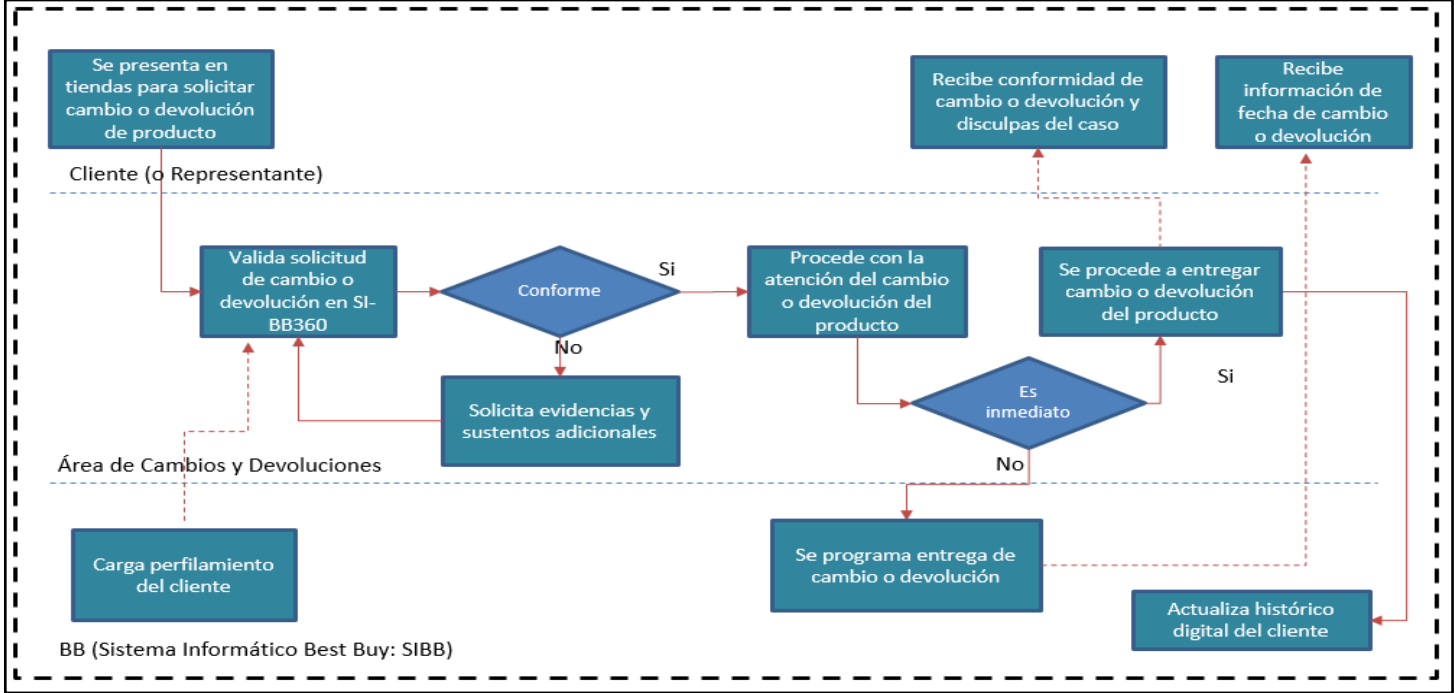 Se presenta en
tiendas para solicitar
cambio o devolución
de producto
Recibe conformidad de
cambio o devolución y
disculpas del caso
Recibe
información de
fecha de cambio
o devolución
Cliente (o Representante)
Valida solicitud
de cambio o
devolución en SI-
BB360
Conforme
Si
No
Solicita evidencias y
sustentos adicionales
Procede con la
atención del cambio
o devolución del
producto
Es
inmediato
Si
No
Se procede a entregar
cambio o devolución
del producto
Área de Cambios y Devoluciones
Carga perfilamiento
del cliente
Se programa entrega de
cambio o devolución
Actualiza histórico
digital del cliente
BB (Sistema Informático Best Buy: SIBB)